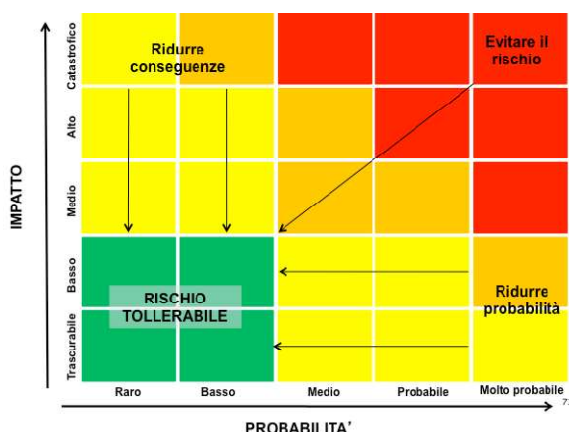 IMPATTO
Catastrofico
Alto
Medio
Basso
Trascurabile
Ridurre
conseguenze
Evitare il
rischio
RISCHIO
TOLLERABILE
Ridurre
probabilità
Raro
Basso
Medio
Probabile
Molto probabile
PROBABILITA'